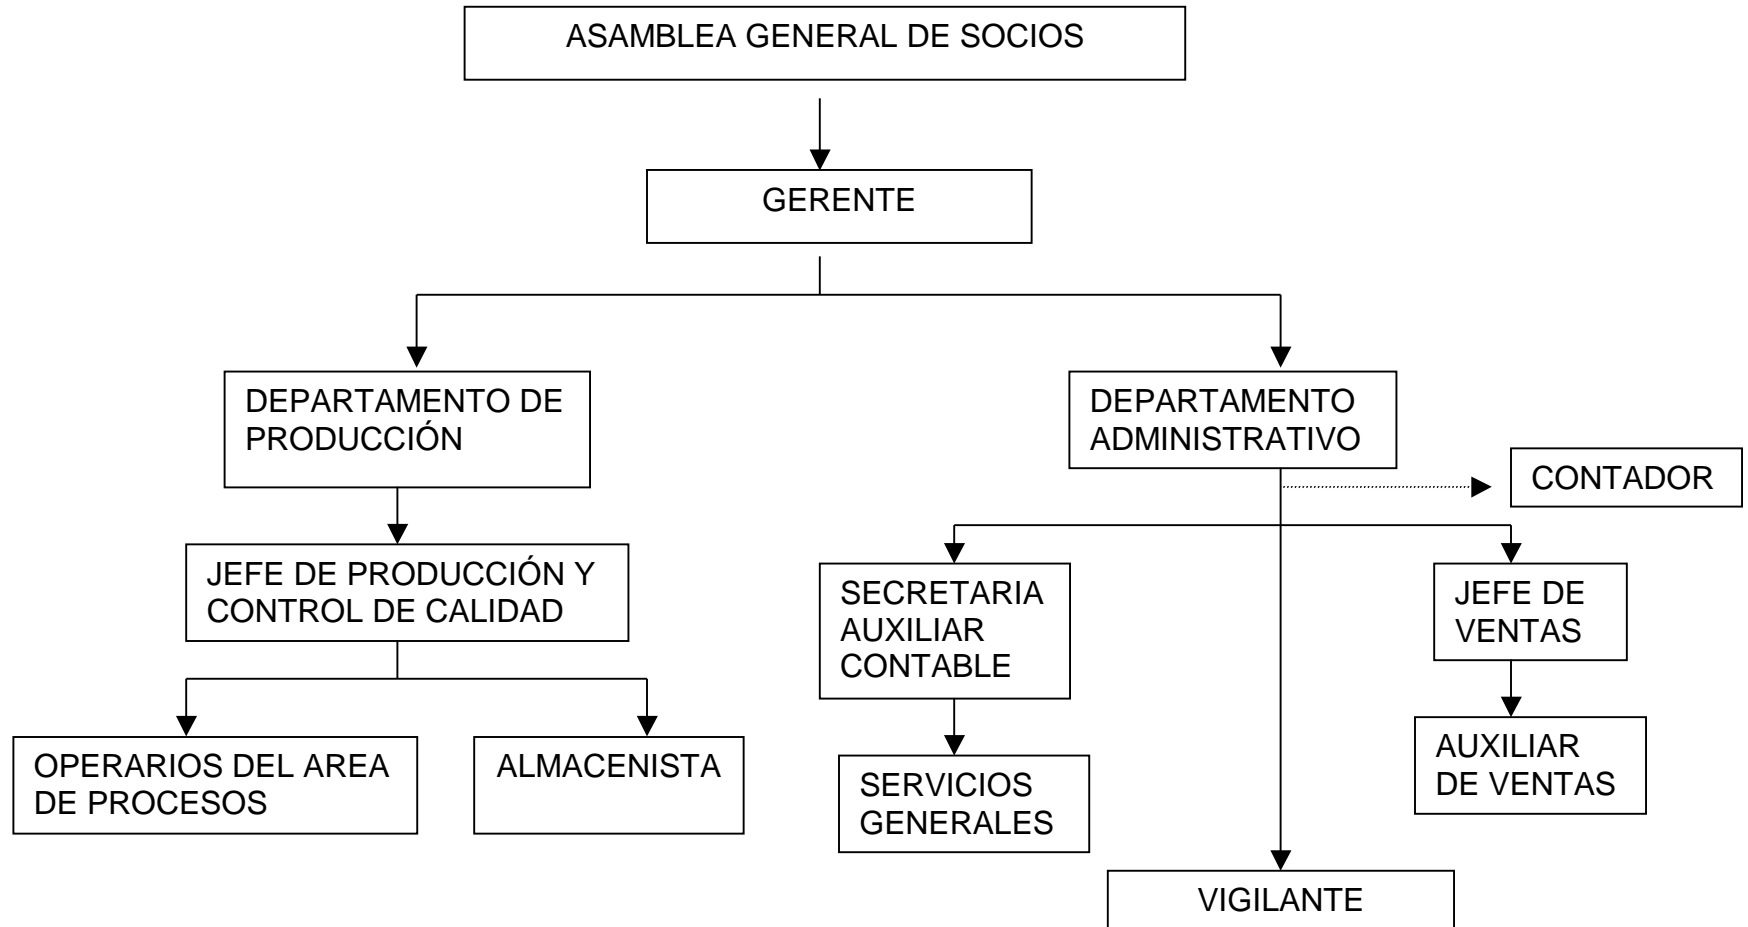 ASAMBLEA GENERAL DE SOCIOS
GERENTE
DEPARTAMENTO DE
PRODUCCIÓN
DEPARTAMENTO
ADMINISTRATIVO
CONTADOR
JEFE DE PRODUCCIÓN Y
CONTROL DE CALIDAD
SECRETARIA
AUXILIAR
CONTABLE
JEFE DE
VENTAS
OPERARIOS DEL AREA
DE PROCESOS
ALMACENISTA
SERVICIOS
GENERALES
AUXILIAR
DE VENTAS
VIGILANTE